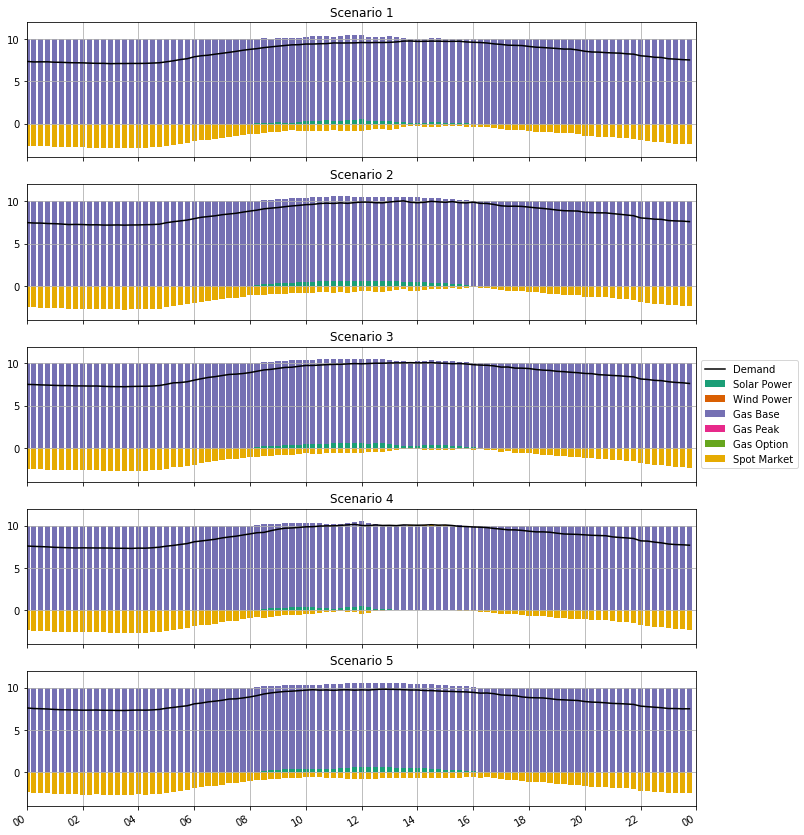 Scenario 1
10
5
0
Scenario 2
10
5
0
Scenario 3
10
5
0
Demand
Solar Power
Wind Power
Gas Base
Gas Peak
Gas Option
Spot Market
Scenario 4
10
5
0
Scenario 5
10
5
0
00 02 04 06 08 10 12 14 16 18 20 22 00